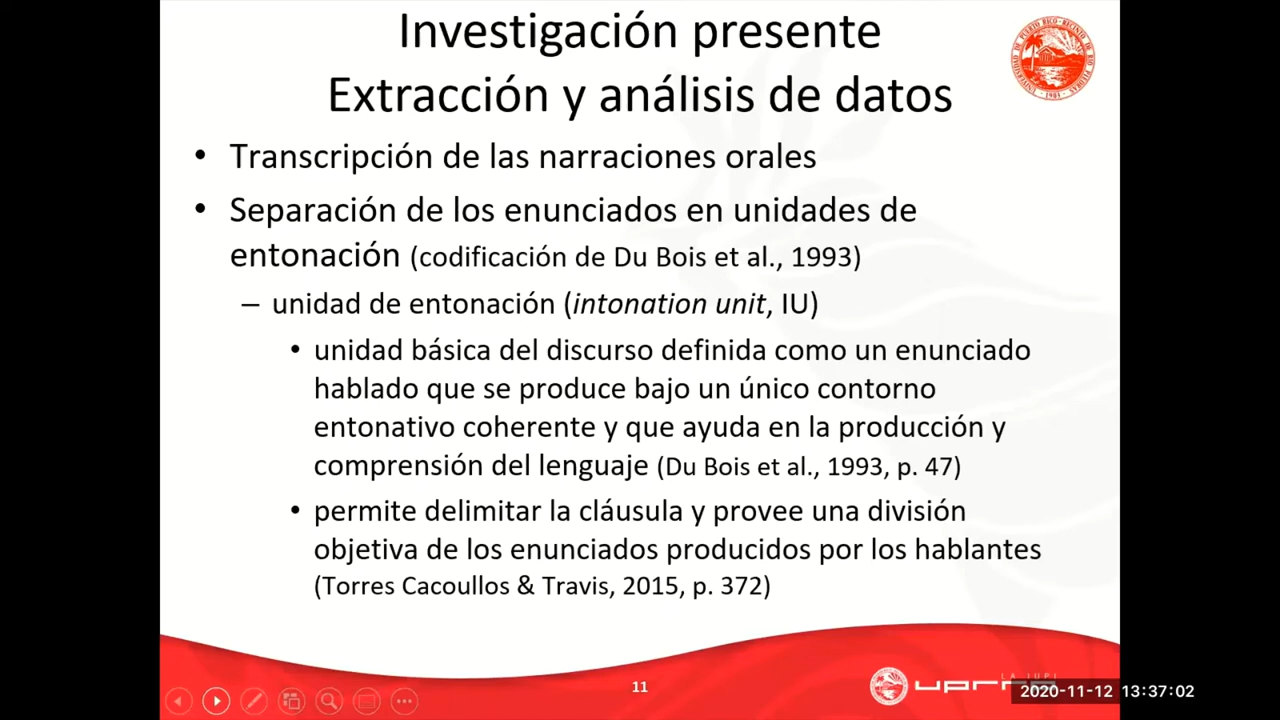 Investigación presente
Extracción y análisis de datos
• Transcripción de las narraciones orales
• Separación de los enunciados en unidades de
entonación (codificación de Du Bois et al., 1993)
– unidad de entonación (intonation unit, IU)
• unidad básica del discurso definida como un enunciado
hablado que se produce bajo un único contorno
entonativo coherente y que ayuda en la producción y
comprensión del lenguaje (Du Bois et al., 1993, p. 47)
• permite delimitar la cláusula y provee una división
objetiva de los enunciados producidos por los hablantes
(Torres Cacoullos & Travis, 2015, p. 372)
11
LA IUPI
2020-11-12 13:37:02